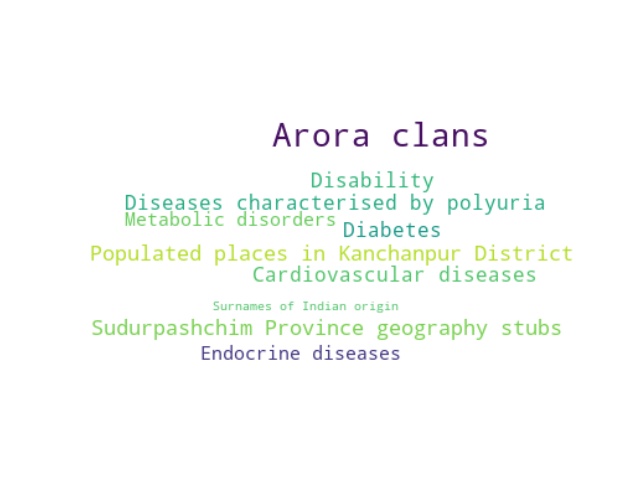 Arora clans
Disability
Diseases characterised by polyuria
Metabolic disorders
Diabetes
Populated places in Kanchanpur District
Cardiovascular diseases
Surnames of Indian origin
Sudurpashchim Province geography stubs
Endocrine diseases